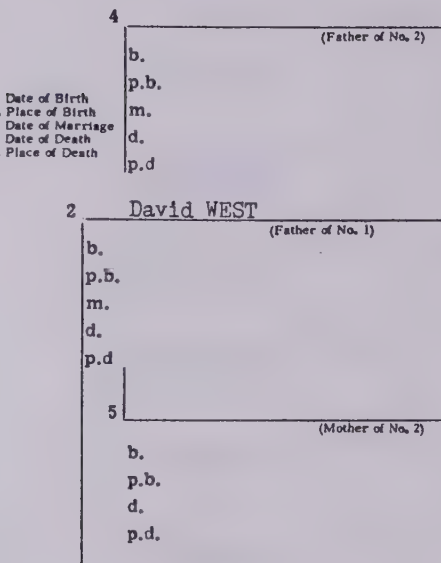 4
(Father of No. 2)
b.
p.b.
Date of Birth
Place of Birth
m.
Date of Marriage
Date of Death
d.
Place of Death
p.d
2 David WEST
(Father of No. 1)
b.
p.b.
m.
d.
p.d
5
(Mother of No. 2)
b.
p.b.
d.
p.d.